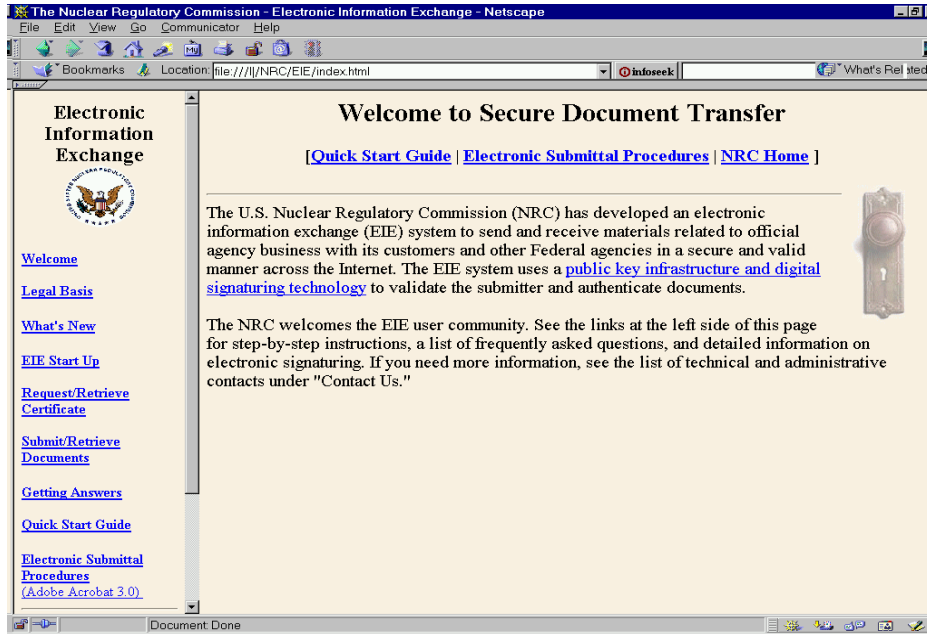 The Nuclear Regulatory Commission - Electronic Information Exchange - Netscape
File Edit View Go Communicator Help
Bookmarks Location: file:///I|/NRC/EIE/index.html infoseek What's Related
Electronic
Information
Exchange
Welcome
Legal Basis
What's New
EIE Start Up
Request/Retrieve
Certificate
Submit/Retrieve
Documents
Getting Answers
Quick Start Guide
Electronic Submittal
Procedures
(Adobe Acrobat 3.0)
Welcome to Secure Document Transfer
[Quick Start Guide | Electronic Submittal Procedures | NRC Home ]
The U.S. Nuclear Regulatory Commission (NRC) has developed an electronic
information exchange (EIE) system to send and receive materials related to official
agency business with its customers and other Federal agencies in a secure and valid
manner across the Internet. The EIE system uses a public key infrastructure and digital
signaturing technology to validate the submitter and authenticate documents.
The NRC welcomes the EIE user community. See the links at the left side of this page
for step-by-step instructions, a list of frequently asked questions, and detailed information on
electronic signaturing. If you need more information, see the list of technical and administrative
contacts under "Contact Us."
Document: Done